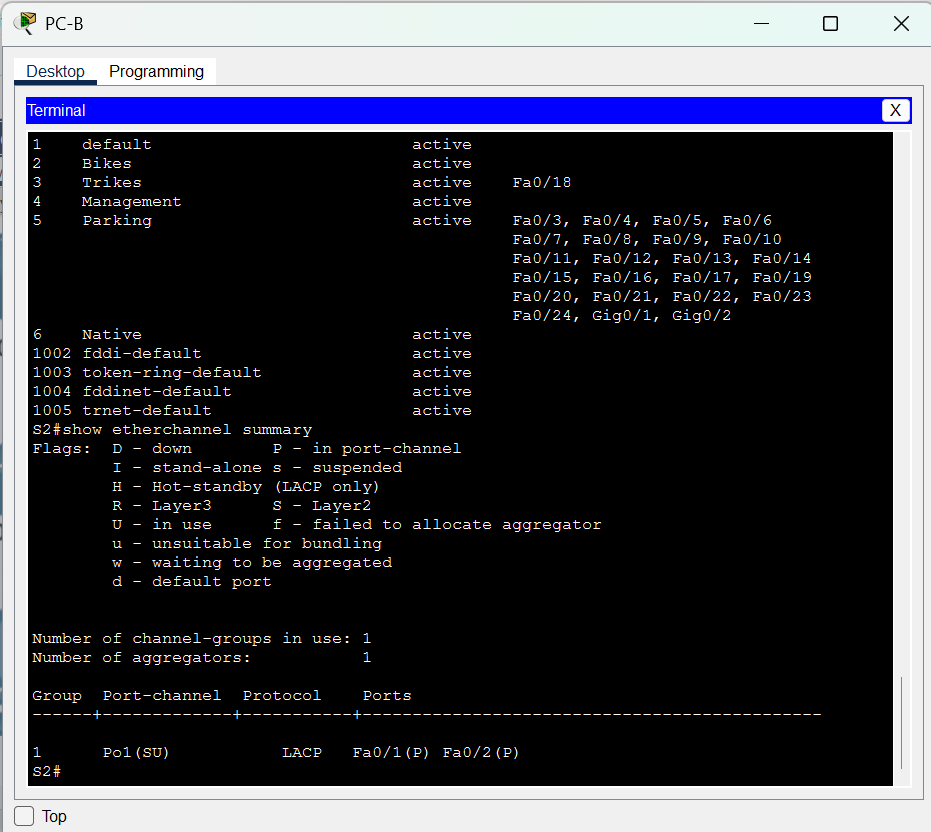 PC-B
Desktop Programming
Terminal X
1 default active
2 Bikes active
3 Trikes active Fa0/18
4 Management active
5 Parking active Fa0/3, Fa0/4, Fa0/5, Fa0/6
Fa0/7, Fa0/8, Fa0/9, Fa0/10
Fa0/11, Fa0/12, Fa0/13, Fa0/14
Fa0/15, Fa0/16, Fa0/17, Fa0/19
Fa0/20, Fa0/21, Fa0/22, Fa0/23
Fa0/24, Gig0/1, Gig0/2
6 Native active
1002 fddi-default active
1003 token-ring-default active
1004 fddinet-default active
1005 trnet-default active
S2#show etherchannel summary
Flags: D - down P - in port-channel
I - stand-alone s - suspended
H - Hot-standby (LACP only)
R - Layer3 S - Layer2
U - in use f - failed to allocate aggregator
u - unsuitable for bundling
w - waiting to be aggregated
d - default port
Number of channel-groups in use: 1
Number of aggregators: 1
Group Port-channel Protocol Ports
------+-------------+-----------+----------------------------------------------
1 Po1(SU) LACP Fa0/1(P) Fa0/2(P)
S2#
Top